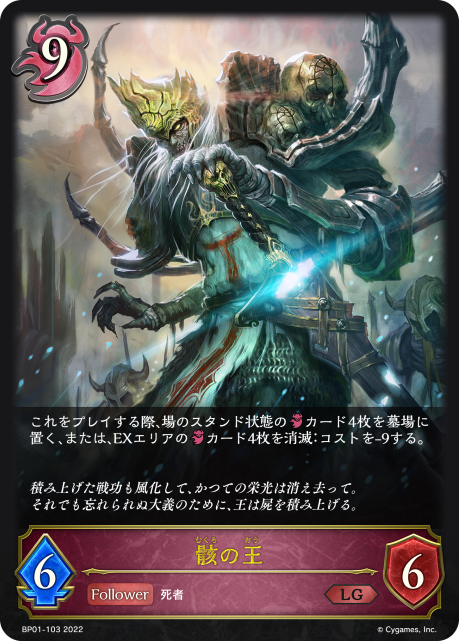 9
これをプレイする際、場のスタンド状態のカード4枚を墓場に
置く、または、EXエリアのカード4枚を消滅：コストを-9する。
積み上げた戦功も風化して、かつての栄光は消え去って。
それでも忘れられぬ大義のために、王は屍を積み上げる。
むくろ おう
骸の王
6
Follower 死者
LG
6
BP01-103 2022
© Cygames, Inc.